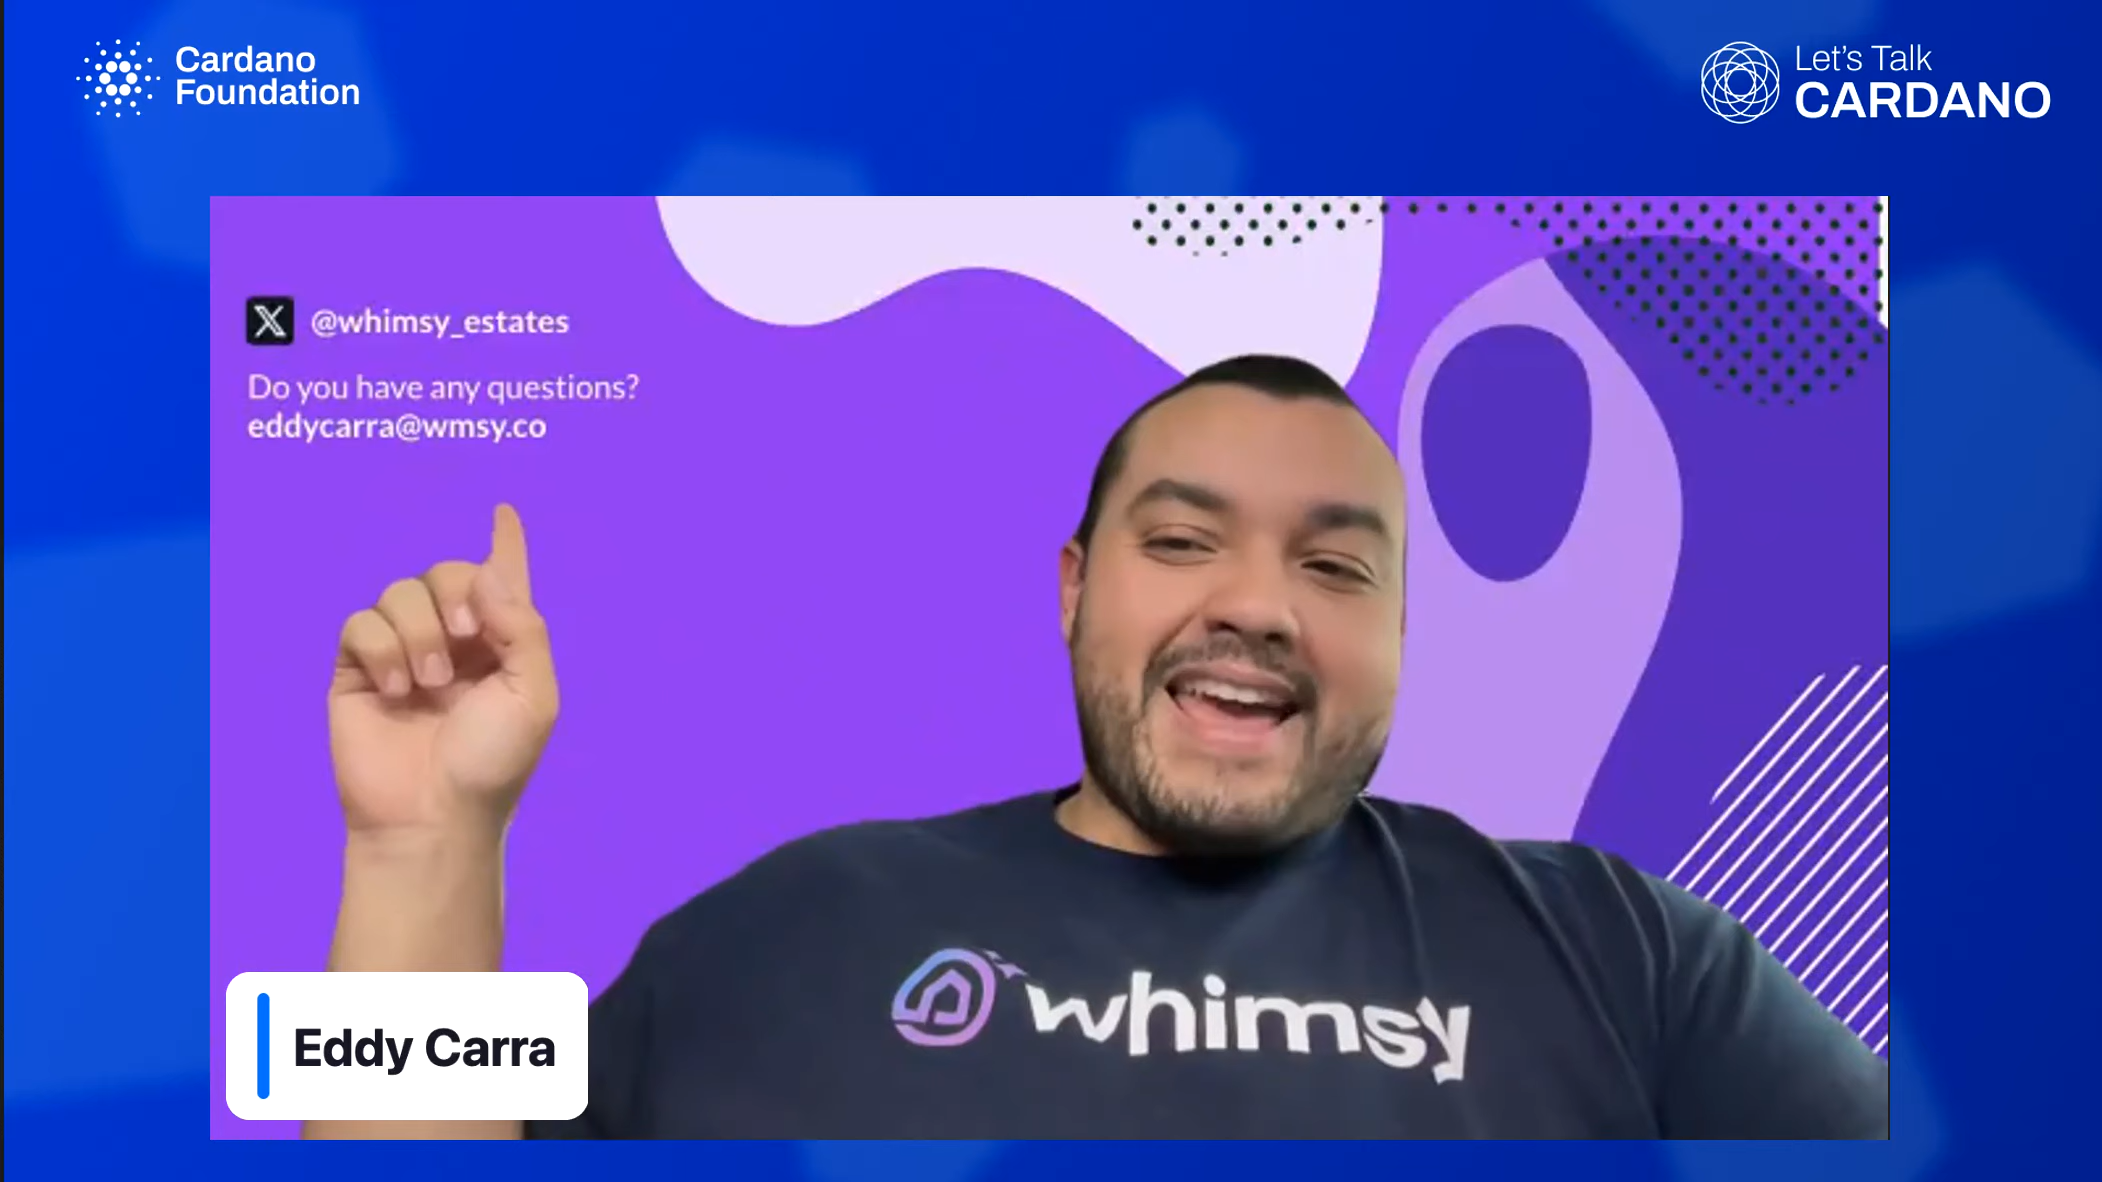 Cardano
Foundation
Let's Talk
CARDANO
@whimsy_estates
Do you have any questions?
eddycarra@wmsy.co
whimsy
Eddy Carra